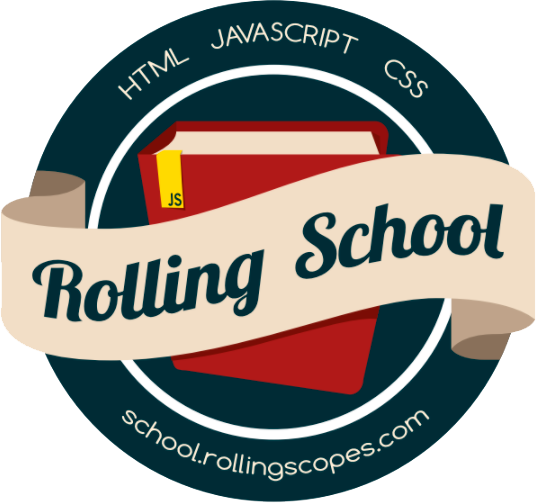 HTML JAVASCRIPT CSS
JS
Rolling School
school.rollingscopes.com